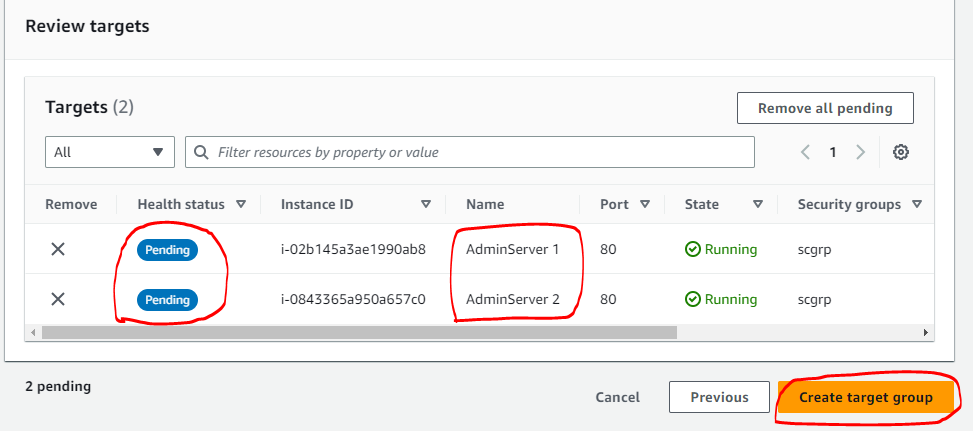 Review targets
Targets (2)
Remove all pending
All
Filter resources by property or value
1
Remove Health status Instance ID Name Port State Security groups
Pending i-02b145a3ae1990ab8 AdminServer 1 80 Running scgrp
Pending i-0843365a950a657c0 AdminServer 2 80 Running scgrp
2 pending
Cancel Previous Create target group